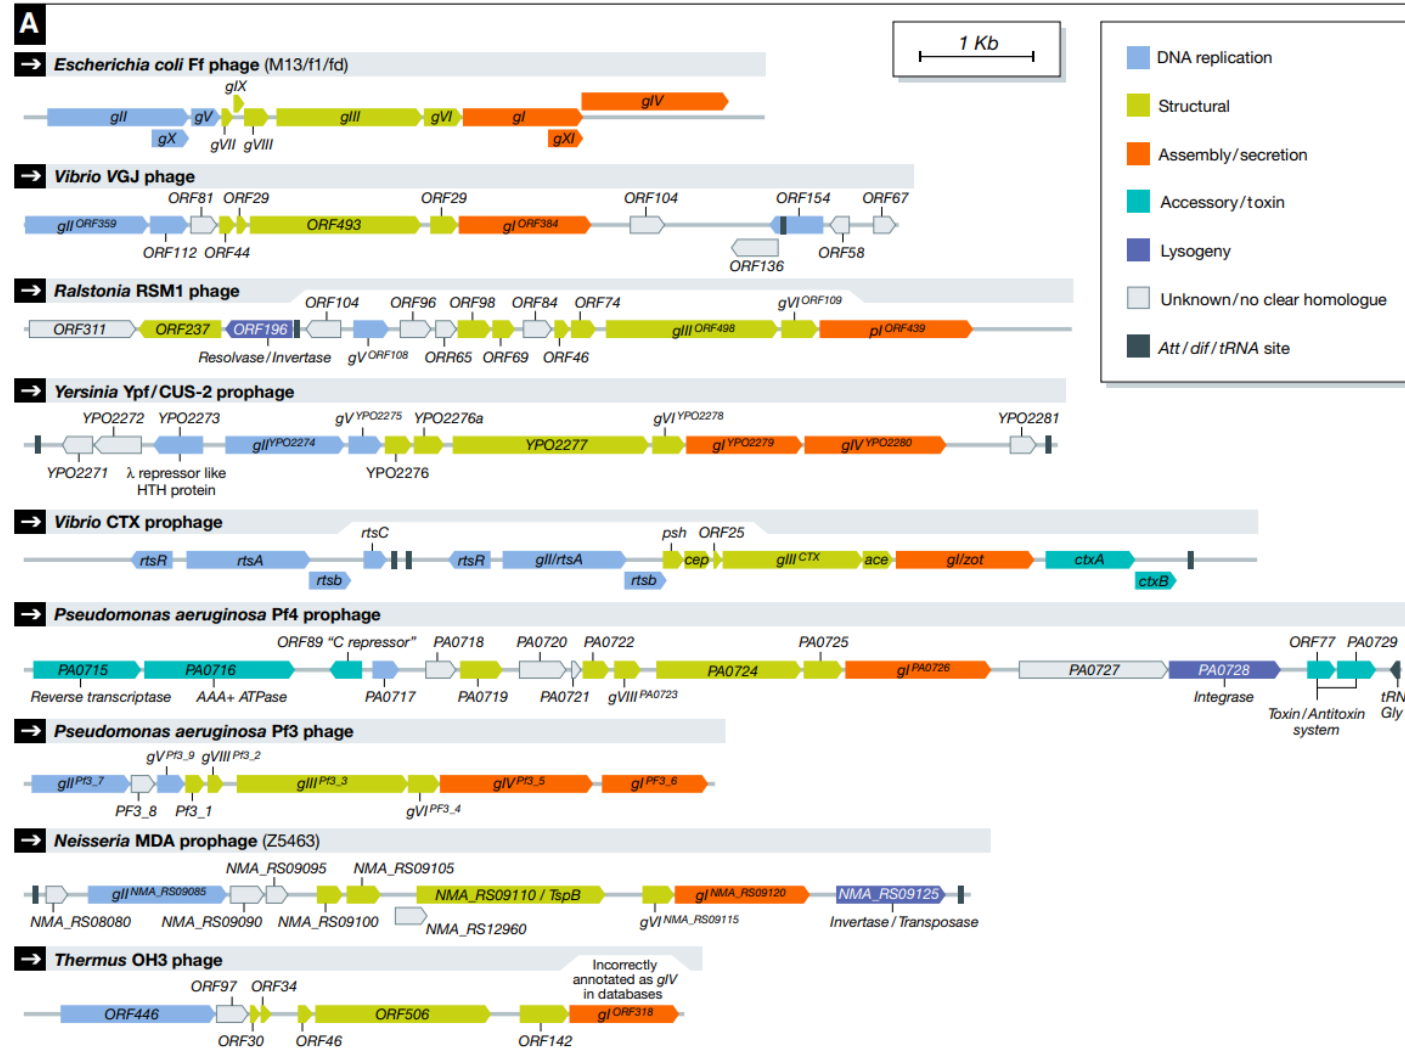 A
1 Kb
DNA replication
Structural
Assembly/secretion
Accessory/toxin
Lysogeny
Unknown/no clear homologue
Att/dif/tRNA site
→ Escherichia coli Ff phage (M13/f1/fd)
gIX
gIV
gII gV gIII gVI gI
gX gVII gVIII gXI
→ Vibrio VGJ phage
ORF81 ORF29 ORF29 ORF104 ORF154 ORF67
gII ORF359 ORF493 gI ORF384
ORF112 ORF44 ORF136 ORF58
→ Ralstonia RSM1 phage
ORF104 ORF96 ORF98 ORF84 ORF74 gVI ORF109
ORF311 ORF237 ORF196 gIII ORF498 pI ORF439
Resolvase/Invertase gV ORF108 ORR65 ORF69 ORF46
→ Yersinia Ypf/CUS-2 prophage
YPO2272 YPO2273 gV YPO2275 YPO2276a gVI YPO2278 YPO2281
gII YPO2274 YPO2277 gI YPO2279 gIV YPO2280
YPO2271 λ repressor like YPO2276
HTH protein
→ Vibrio CTX prophage
rtsC psh ORF25
rtsR rtsA rtsR gII/rtsA cep gIII CTX ace gI/zot ctxA
rtsb rtsb ctxB
→ Pseudomonas aeruginosa Pf4 prophage
ORF89 “C repressor” PA0718 PA0720 PA0722 PA0725 ORF77 PA0729
PA0715 PA0716 PA0724 gI PA0726 PA0727 PA0728
Reverse transcriptase AAA+ ATPase PA0717 PA0719 PA0721 gVIII PA0723 Integrase tRN
Toxin/Antitoxin Gly
system
→ Pseudomonas aeruginosa Pf3 phage
gV Pf3_9 gVIII Pf3_2
gII Pf3_7 gIII Pf3_3 gIV Pf3_5 gI PF3_6
PF3_8 Pf3_1 gVI PF3_4
→ Neisseria MDA prophage (Z5463)
NMA_RS09095 NMA_RS09105
gII NMA_RS09085 NMA_RS09110 / TspB gI NMA_RS09120 NMA_RS09125
NMA_RS08080 NMA_RS09090 NMA_RS09100 NMA_RS12960 gVI NMA_RS09115 Invertase/Transposase
→ Thermus OH3 phage
Incorrectly
annotated as gIV
in databases
ORF97 ORF34
ORF446 ORF506 gI ORF318
ORF30 ORF46 ORF142